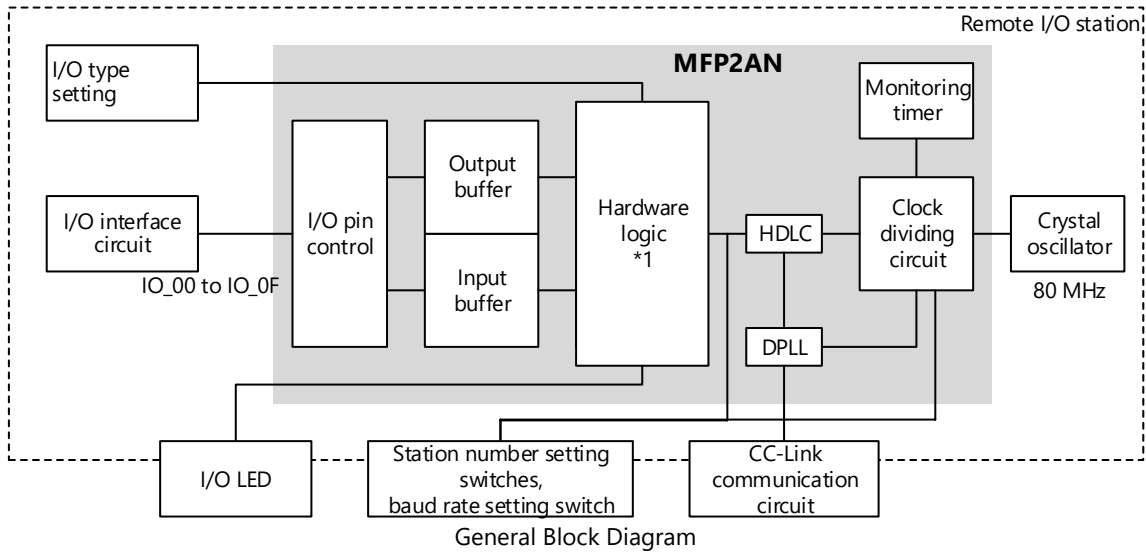 Remote I/O station
MFP2AN
I/O type
setting
Monitoring
timer
Output
buffer
Hardware
logic
*1
I/O interface
circuit
I/O pin
control
HDLC
Clock
dividing
circuit
Crystal
oscillator
IO_00 to IO_0F
Input
buffer
80 MHz
DPLL
I/O LED
Station number setting
switches,
baud rate setting switch
CC-Link
communication
circuit
General Block Diagram